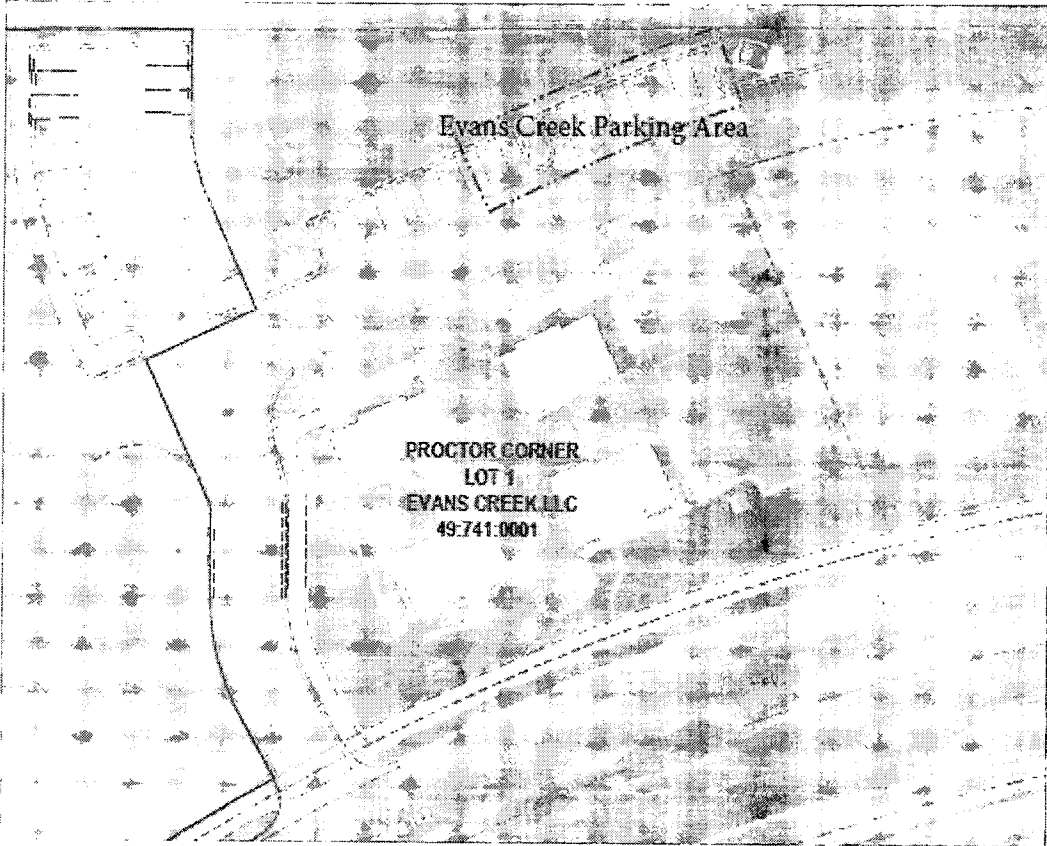 Evans Creek Parking Area
PROCTOR CORNER
LOT 1
EVANS CREEK LLC
49:741:0001